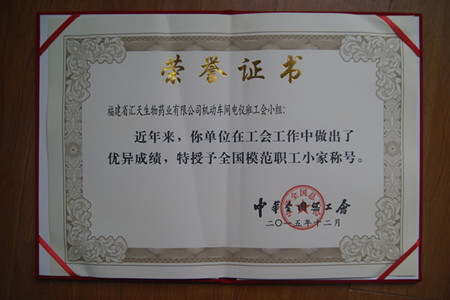 荣誉证书
福建省汇天生物药业有限公司机动车间电仪班工会小组：
近年来，你单位在工会工作中做出了
优异成绩，特授予全国模范职工小家称号。
中华全国总工会
二〇一五年十二月